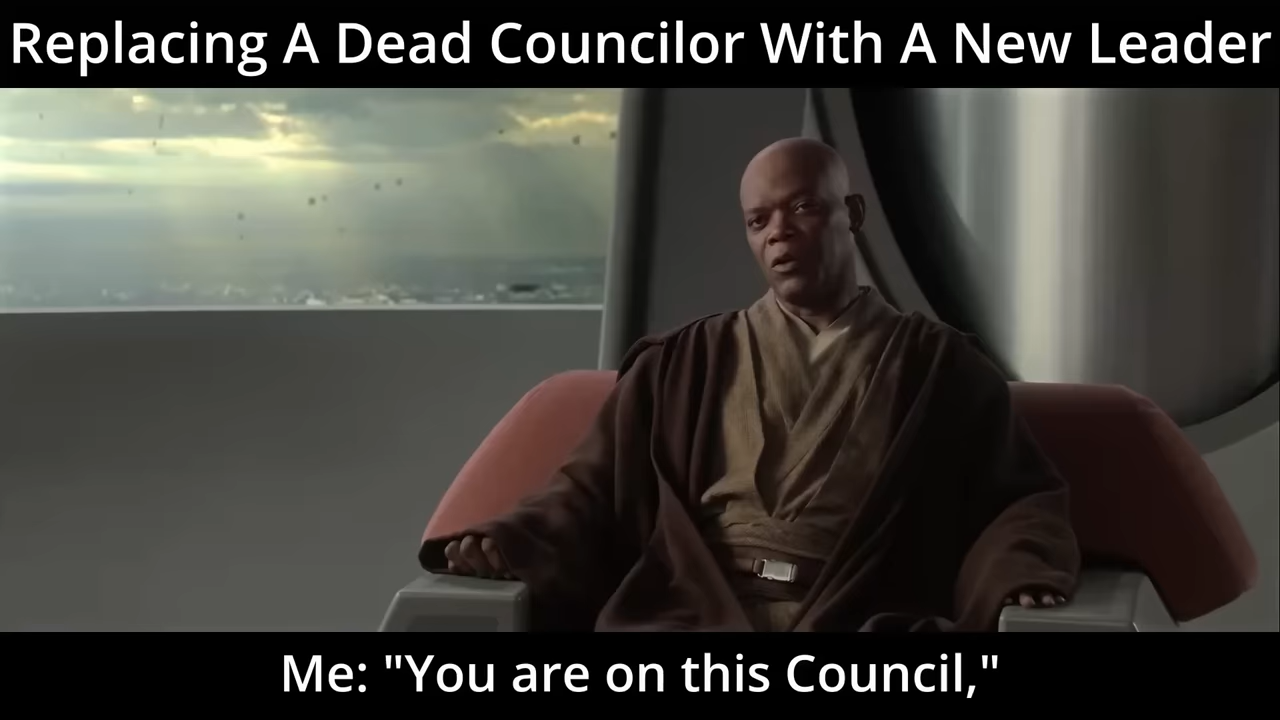 Replacing A Dead Councilor With A New Leader
Me: "You are on this Council,"